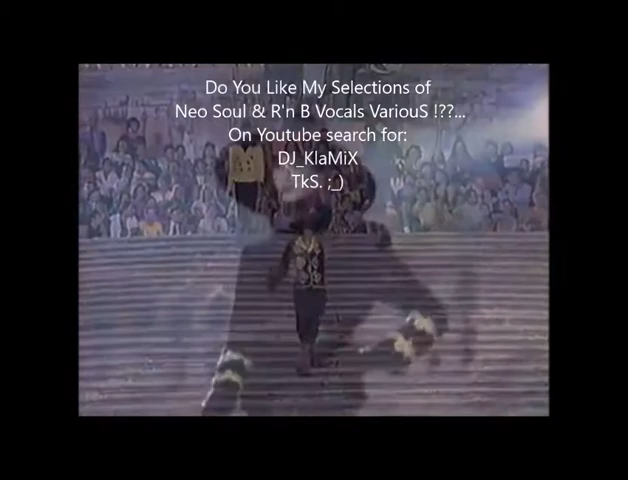 Do You Like My Selections of
Neo Soul & R'n B Vocals VariouS !??...
On Youtube search for:
DJ_KlaMiX
TkS. ;_)